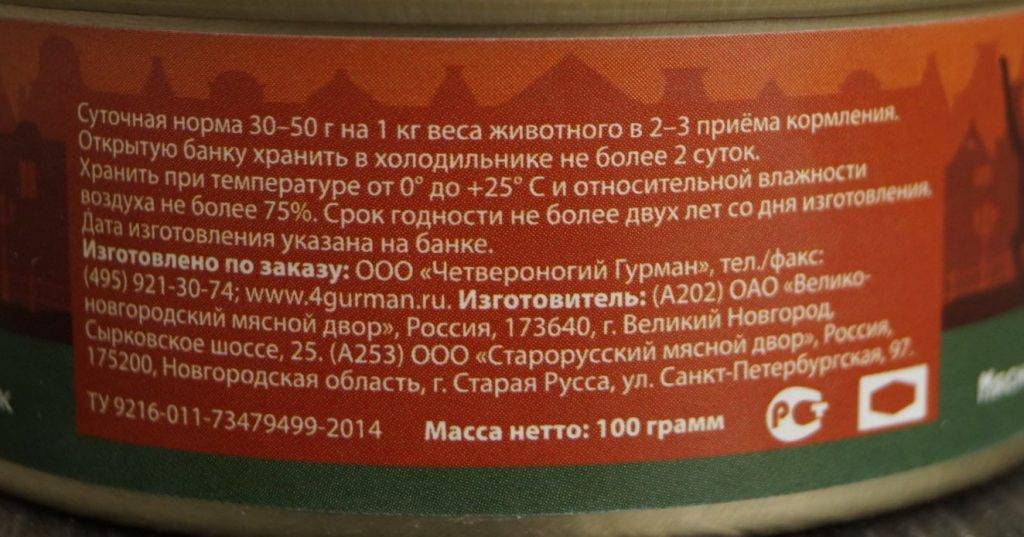 Суточная норма 30–50 г на 1 кг веса животного в 2–3 приёма кормления.
Открытую банку хранить в холодильнике не более 2 суток.
Хранить при температуре от 0° до +25° С и относительной влажности
воздуха не более 75%. Срок годности не более двух лет со дня изготовления.
Дата изготовления указана на банке.
Изготовлено по заказу: ООО «Четвероногий Гурман», тел./факс:
(495) 921-30-74; www.4gurman.ru. Изготовитель: (А202) ОАО «Велико-
новгородский мясной двор», Россия, 173640, г. Великий Новгород,
Сырковское шоссе, 25. (А253) ООО «Старорусский мясной двор», Россия,
175200, Новгородская область, г. Старая Русса, ул. Санкт-Петербургская, 97.
ТУ 9216-011-73479499-2014 Масса нетто: 100 грамм
РСТ